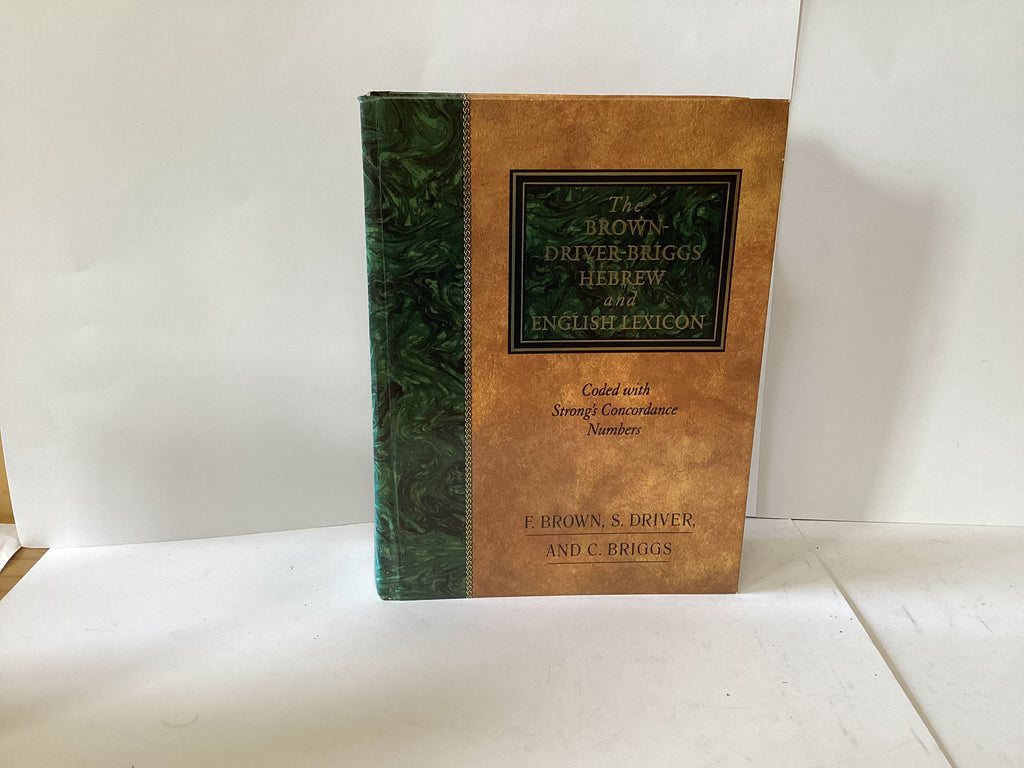 The
BROWN-
DRIVER-BRIGGS
HEBREW
and
ENGLISH LEXICON
Coded with
Strong's Concordance
Numbers
F. BROWN, S. DRIVER,
AND C. BRIGGS